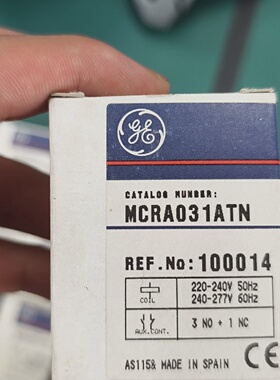 GE
CATALOG NUMBER:
MCRA031ATN
REF.No: 100014
COIL
220-240V 50Hz
240-277V 60Hz
AUX.CONT.
3 NO + 1 NC
AS115& MADE IN SPAIN
CE